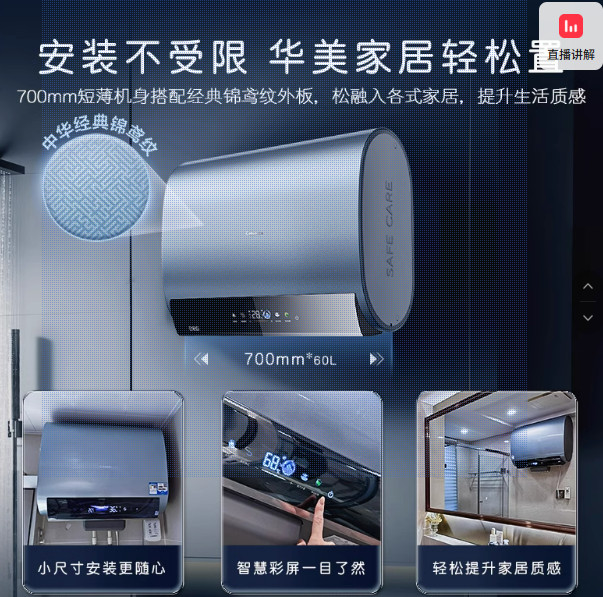 直播讲解
安装不受限 华美家居轻松置
700mm短薄机身搭配经典锦鸢纹外板，松融入各式家居，提升生活质感
中华经典锦鸢纹
SAFE CARE
700mm*60L
68
小尺寸安装更随心
智慧彩屏一目了然
轻松提升家居质感